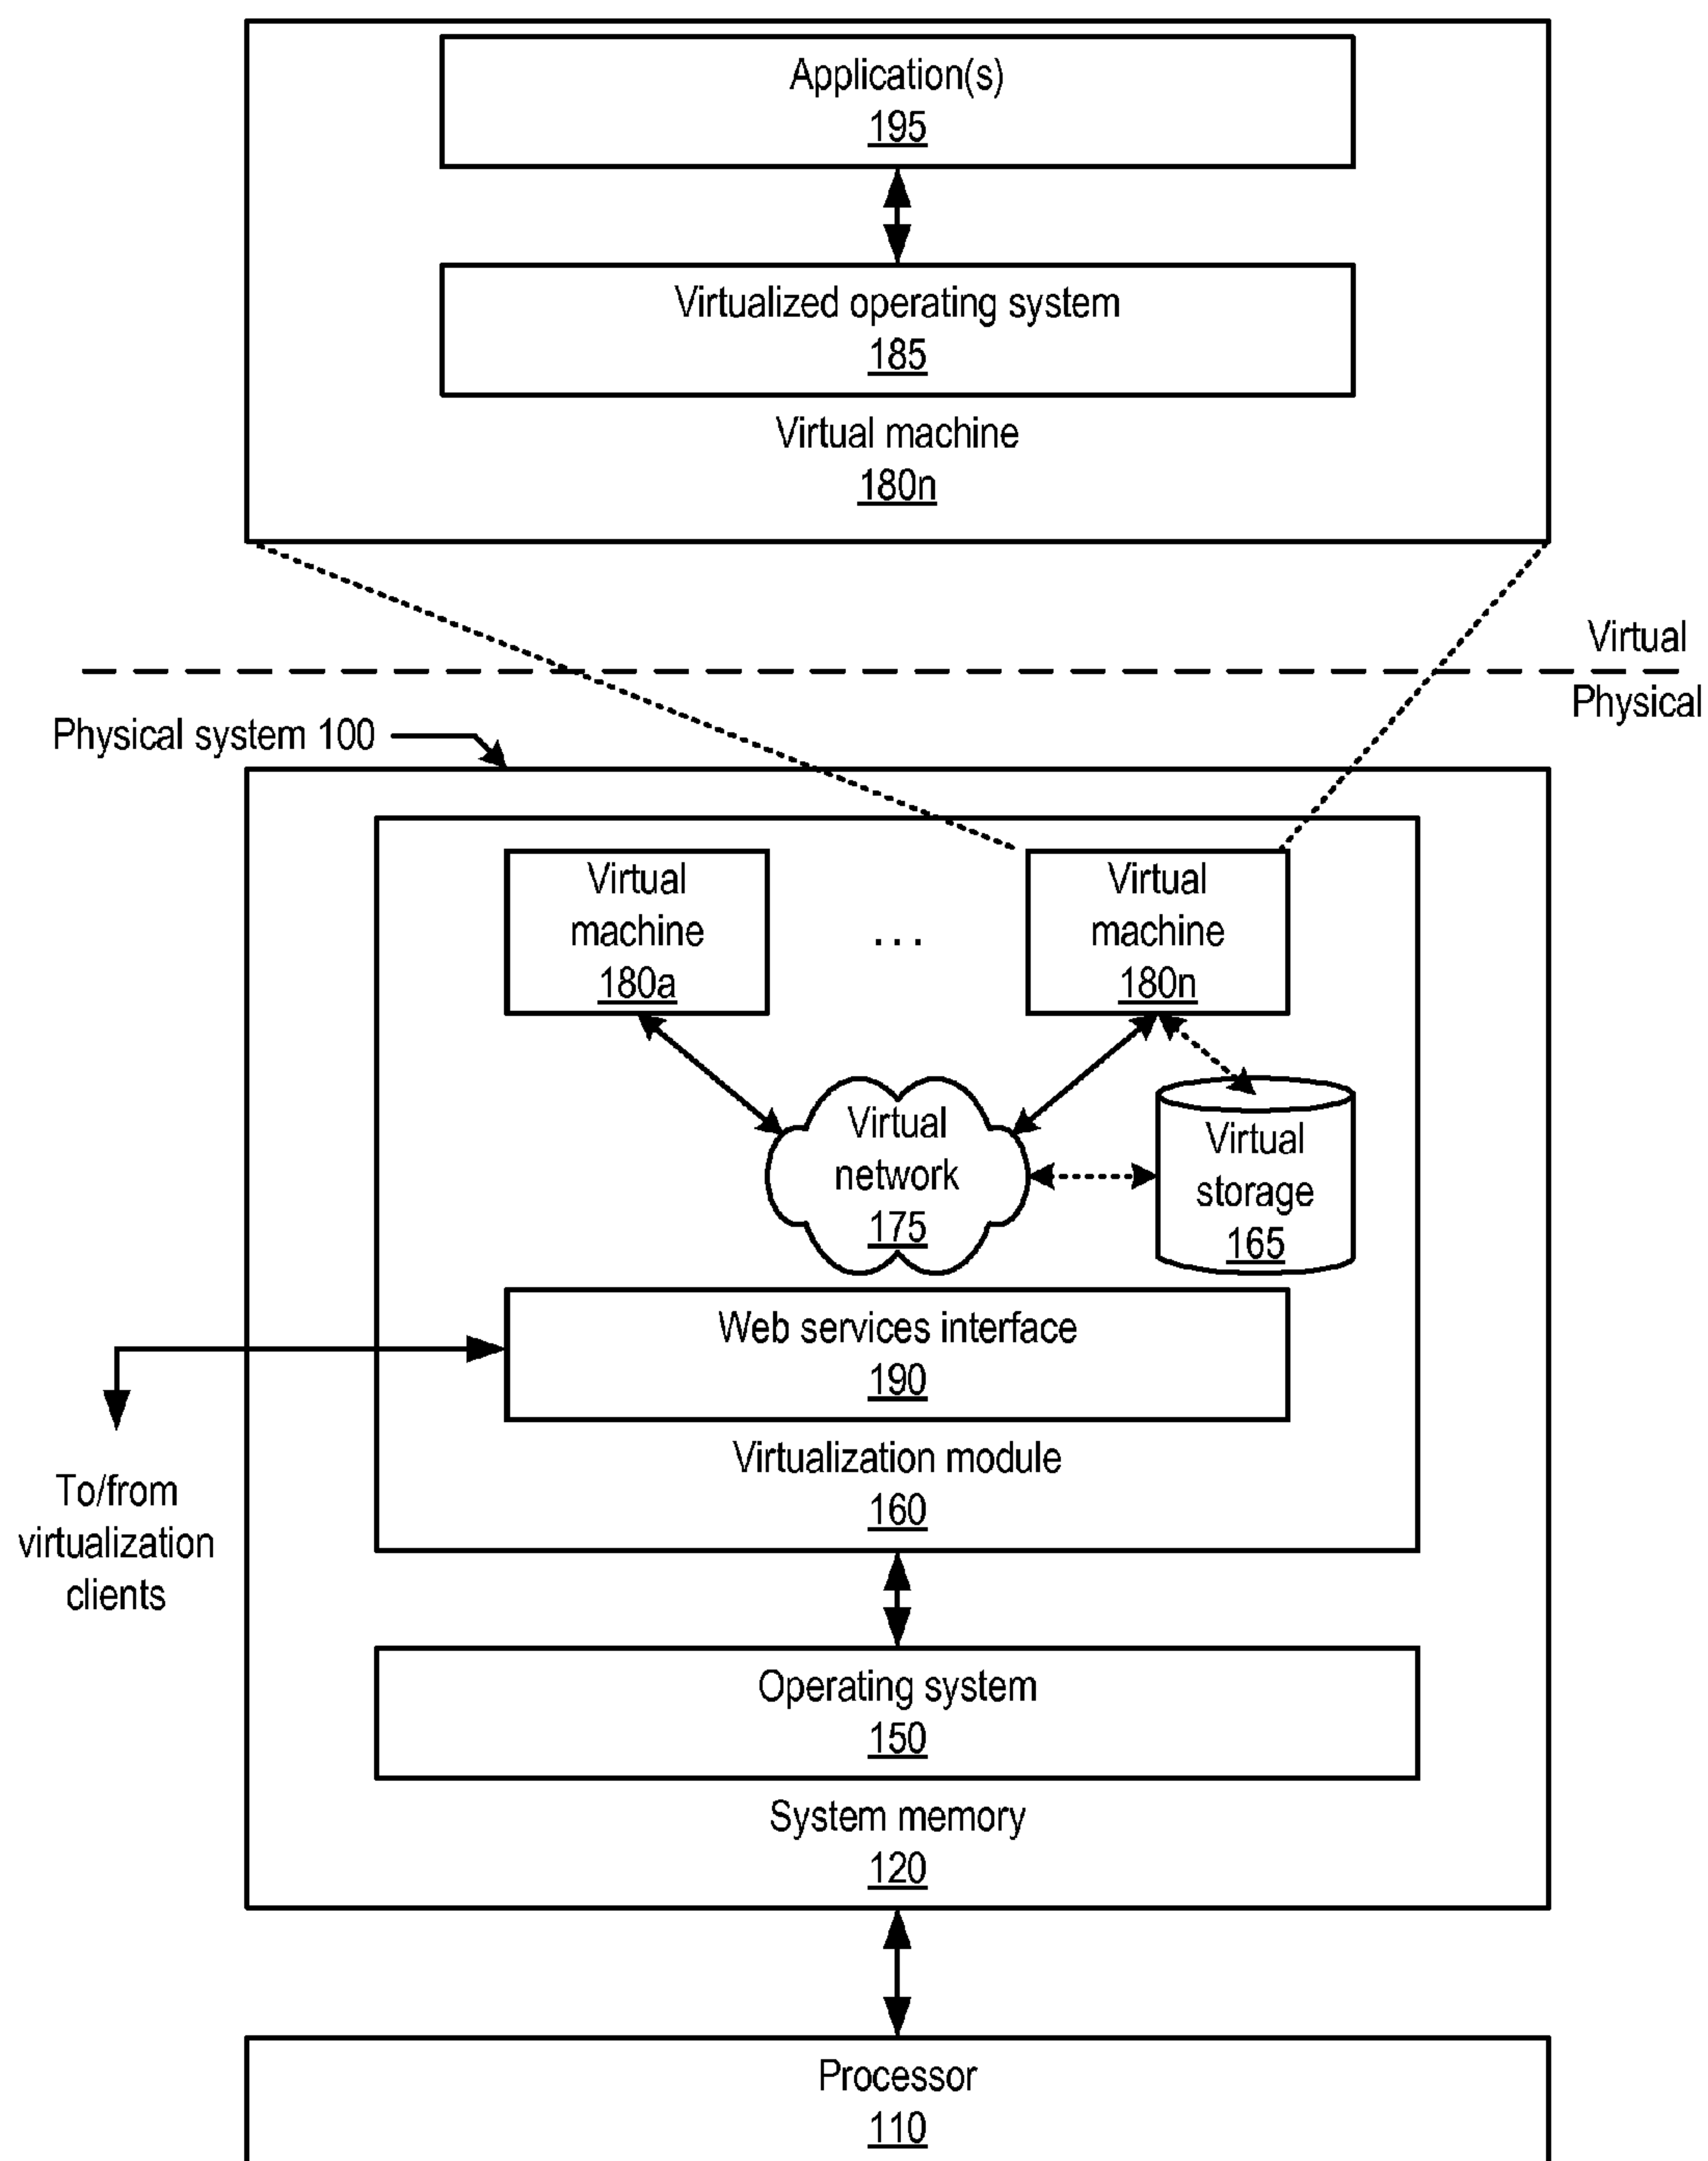 Application(s)
195
Virtualized operating system
185
Virtual machine
180n
Virtual
Physical
Physical system 100
Virtual
machine
180a
...
Virtual
machine
180n
Virtual
network
175
Virtual
storage
165
Web services interface
190
Virtualization module
160
To/from
virtualization
clients
Operating system
150
System memory
120
Processor
110